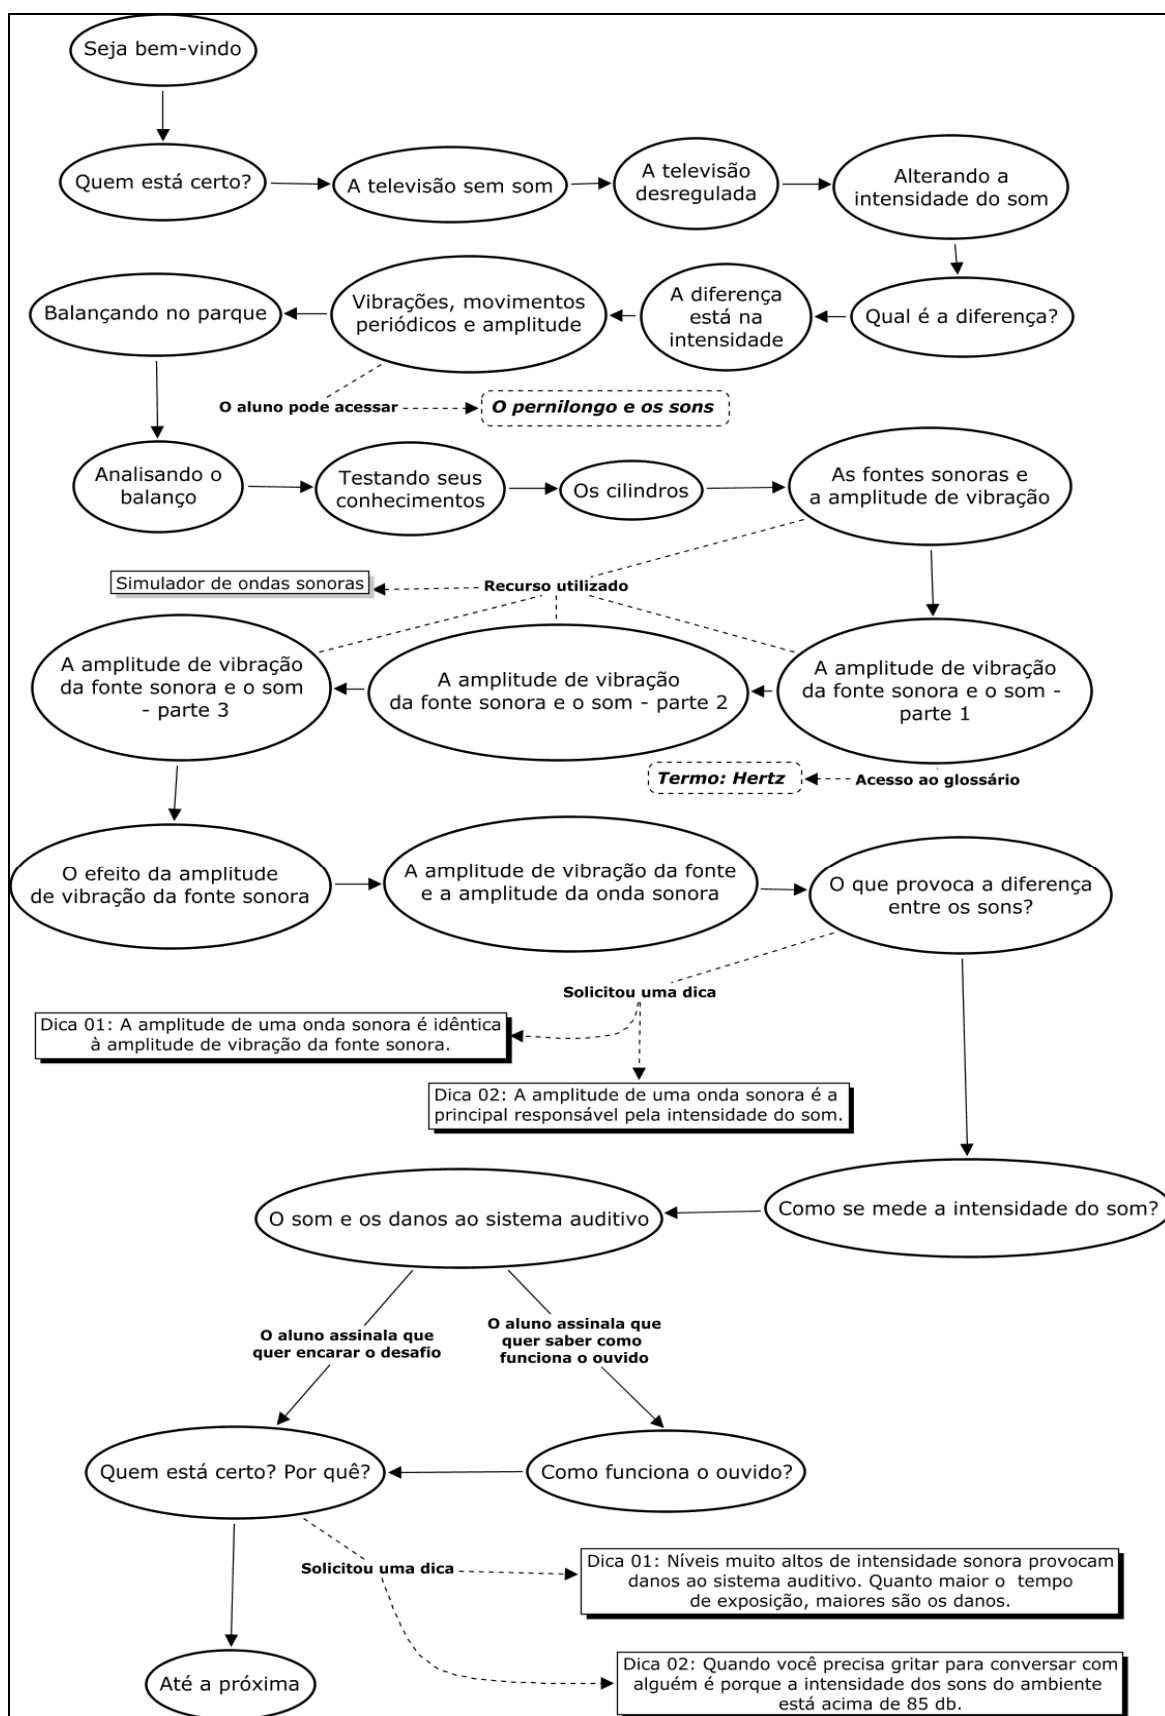 Seja bem-vindo
Quem está certo?
A televisão sem som
A televisão
desregulada
Alterando a
intensidade do som
Balançando no parque
Vibrações, movimentos
periódicos e amplitude
A diferença
está na
intensidade
Qual é a diferença?
O aluno pode acessar
O pernilongo e os sons
Analisando o
balanço
Testando seus
conhecimentos
Os cilindros
As fontes sonoras e
a amplitude de vibração
Simulador de ondas sonoras
Recurso utilizado
A amplitude de vibração
da fonte sonora e o som
- parte 3
A amplitude de vibração
da fonte sonora e o som - parte 2
A amplitude de vibração
da fonte sonora e o som -
parte 1
Termo: Hertz
Acesso ao glossário
O efeito da amplitude
de vibração da fonte sonora
A amplitude de vibração da fonte
e a amplitude da onda sonora
O que provoca a diferença
entre os sons?
Solicitou uma dica
Dica 01: A amplitude de uma onda sonora é idêntica
à amplitude de vibração da fonte sonora.
Dica 02: A amplitude de uma onda sonora é a
principal responsável pela intensidade do som.
O som e os danos ao sistema auditivo
Como se mede a intensidade do som?
O aluno assinala que
quer encarar o desafio
O aluno assinala que
quer saber como
funciona o ouvido
Quem está certo? Por quê?
Como funciona o ouvido?
Solicitou uma dica
Dica 01: Níveis muito altos de intensidade sonora provocam
danos ao sistema auditivo. Quanto maior o tempo
de exposição, maiores são os danos.
Até a próxima
Dica 02: Quando você precisa gritar para conversar com
alguém é porque a intensidade dos sons do ambiente
está acima de 85 db.